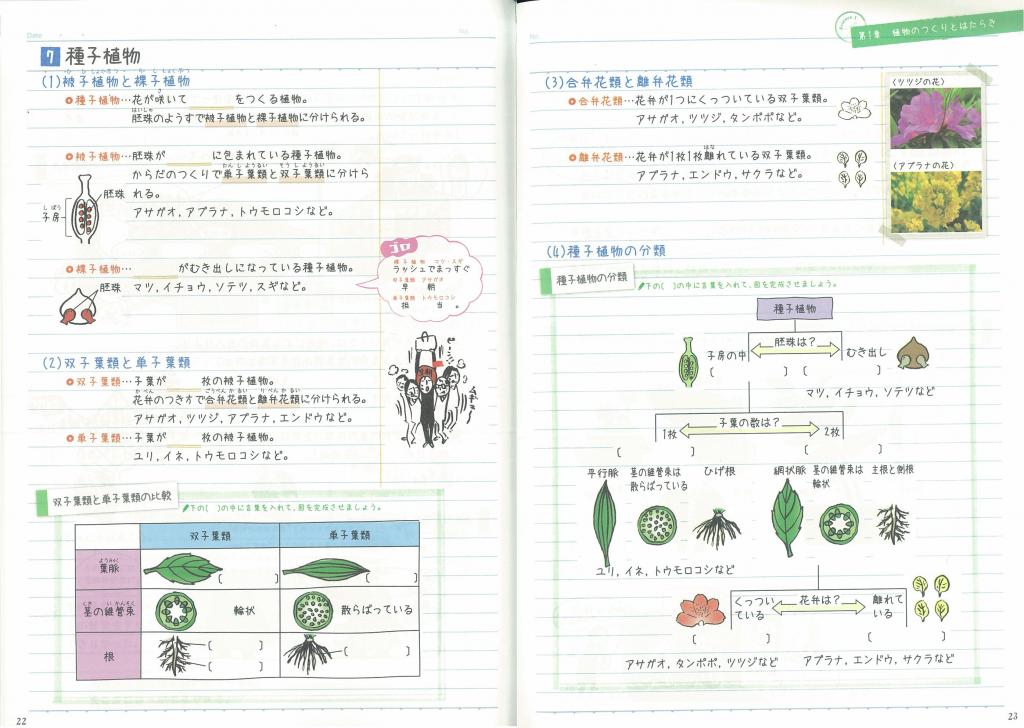 Date
No.
7 種子植物
(1)被子植物と裸子植物
種子植物…花が咲いて をつくる植物。
胚珠のようすで被子植物と裸子植物に分けられる。
被子植物…胚珠が に包まれている種子植物。
からだのつくりで単子葉類と双子葉類に分けら
れる。
アサガオ,アブラナ,トウモロコシなど。
胚珠
子房
裸子植物… がむき出しになっている種子植物。
マツ,イチョウ,ソテツ,スギなど。
胚珠
ゴロ
裸子植物 マツ・スギ
ラッシュでまっすぐ
双子葉類 アサガオ
早 朝
単子葉類 トウモロコシ
担 当。
(2)双子葉類と単子葉類
双子葉類…子葉が 枚の被子植物。
花弁のつき方で合弁花類と離弁花類に分けられる。
アサガオ,ツツジ,アブラナ,エンドウなど。
単子葉類…子葉が 枚の被子植物。
ユリ,イネ,トウモロコシなど。
双子葉類と単子葉類の比較
下の( )の中に言葉を入れて、図を完成させましょう。
双子葉類 単子葉類
葉脈 〔 〕 〔 〕
茎の維管束 輪状 散らばっている
根 〔 〕 〔 〕
〔 〕
22
No.
第1章 植物のつくりとはたらき
(3)合弁花類と離弁花類
合弁花類…花弁が1つにくっついている双子葉類。
アサガオ,ツツジ,タンポポなど。
離弁花類…花弁が1枚1枚離れている双子葉類。
アブラナ,エンドウ,サクラなど。
〈ツツジの花〉
〈アブラナの花〉
(4)種子植物の分類
種子植物の分類
下の( )の中に言葉を入れて、図を完成させましょう。
種子植物
胚珠は?
子房の中 むき出し
〔 〕 〔 〕
マツ,イチョウ,ソテツなど
子葉の数は?
1枚 2枚
〔 〕 〔 〕
平行脈 茎の維管束は ひげ根 網状脈 茎の維管束は 主根と側根
散らばっている 輪状
ユリ,イネ,トウモロコシなど
花弁は?
くっつい 離れて
ている いる
〔 〕 〔 〕
アサガオ,タンポポ,ツツジなど アブラナ,エンドウ,サクラなど
23